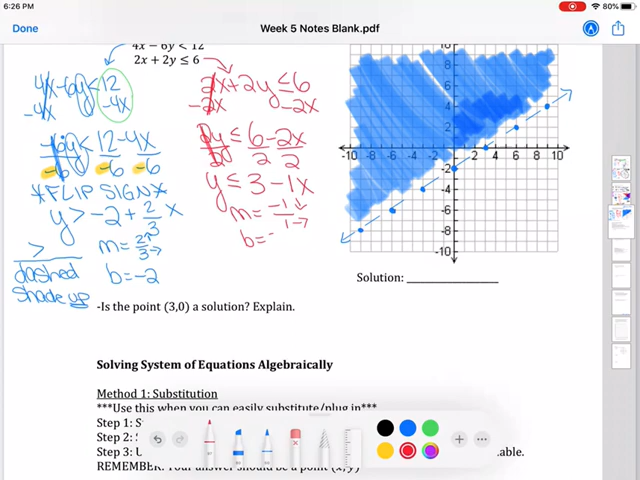 6:26 PM
80%
Done
Week 5 Notes Blank.pdf
4x − 6y < 12
2x + 2y ≤ 6
4x-6y<12
-4x -4x
-6y < 12-4x
-6 -6 -6
*FLIP SIGN*
y > -2 + 2/3 x
m = 2↑/3→
b = -2
>
dashed
shade up
2x+2y ≤ 6
-2x -2x
2y ≤ 6-2x
2 2 2
y ≤ 3-1x
m = -1↓/1→
b = -
10
8
6
4
2
-10 -8 -6 -4 -2 2 4 6 8 10
-2
-4
-6
-8
-10
Solution: ________________
-Is the point (3,0) a solution? Explain.
Solving System of Equations Algebraically
Method 1: Substitution
***Use this when you can easily substitute/plug in***
Step 1:
Step 2:
Step 3:
REMEMBER: Your answer should be a point (x, y)